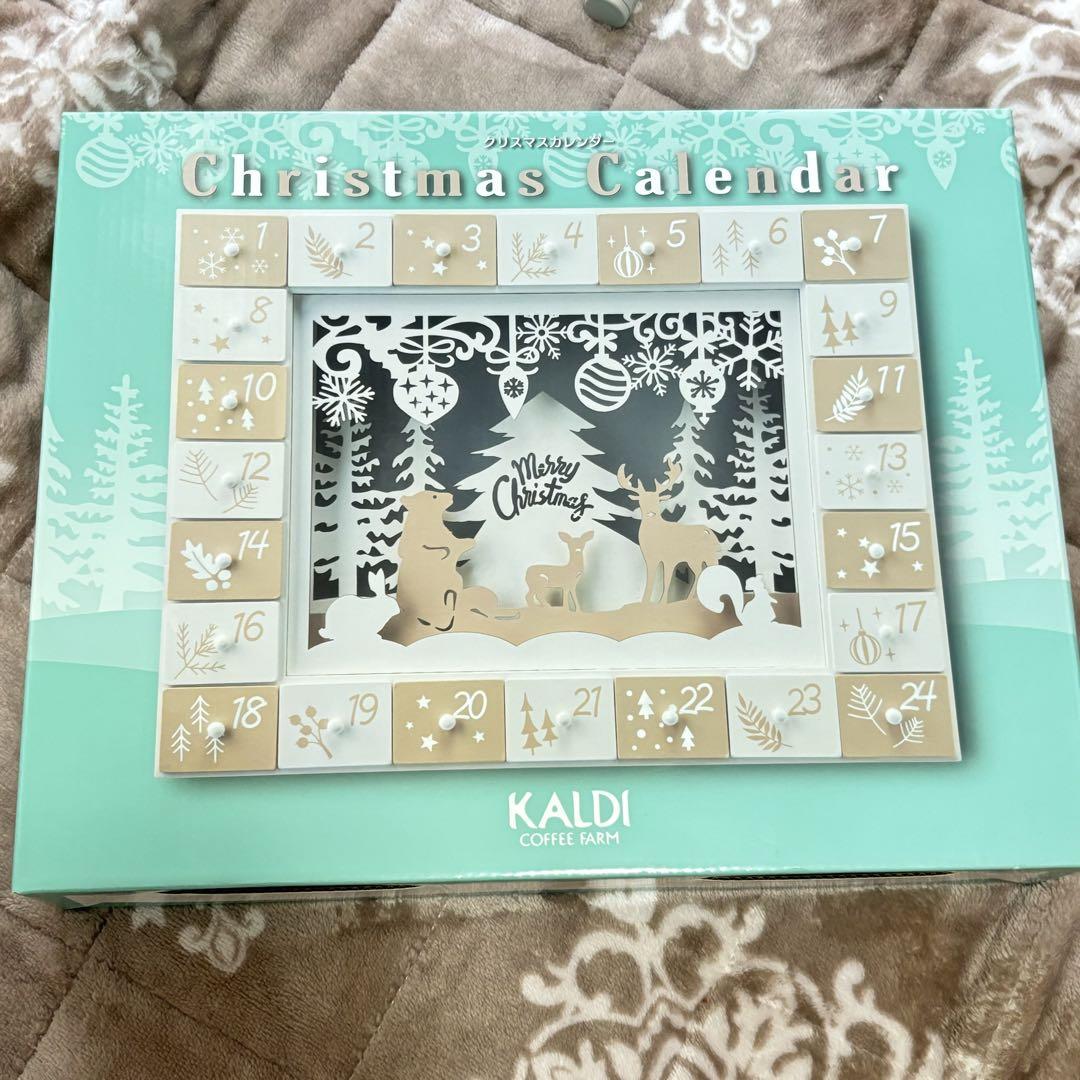 クリスマスカレンダー
Christmas Calendar
1 2 3 4 5 6 7
8 9
10 11
12 13
14 15
16 17
18 19 20 21 22 23 24
Merry
Christmas
KALDI
COFFEE FARM